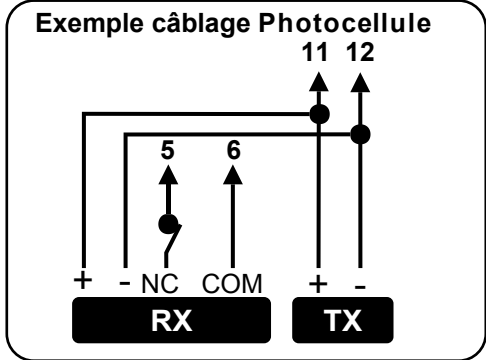 Exemple câblage Photocellule
11 12
5 6
+ - NC COM + -
RX TX